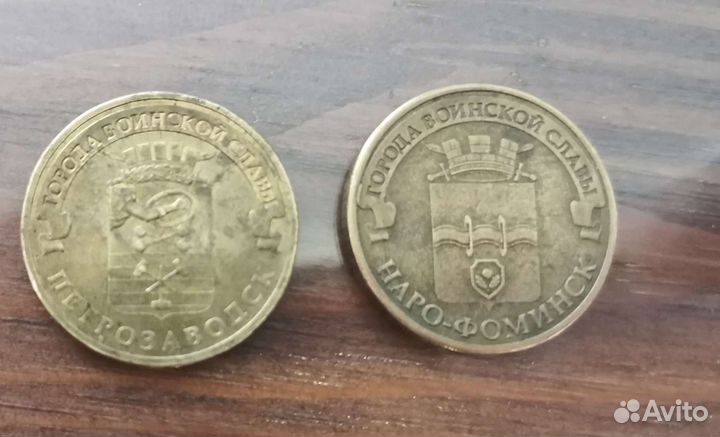 ГОРОДА ВОИНСКОЙ СЛАВЫ
ПЕТРОЗАВОДСК
ГОРОДА ВОИНСКОЙ СЛАВЫ
НАРО-ФОМИНСК
Avito